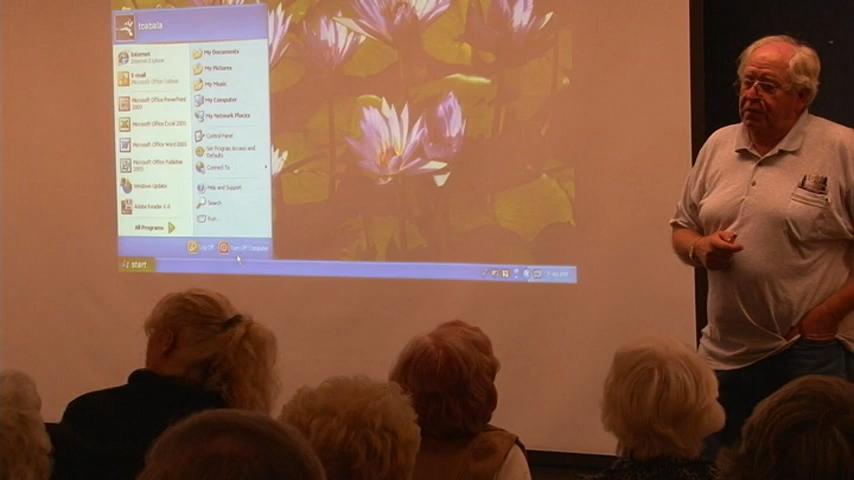 tcabala
Internet
Internet Explorer
E-mail
Microsoft Office Outlook
Microsoft Office PowerPoint
2003
Microsoft Office Excel 2003
Microsoft Office Word 2003
Microsoft Office Publisher
2003
Windows Update
Adobe Reader 6.0
All Programs
My Documents
My Pictures
My Music
My Computer
My Network Places
Control Panel
Set Program Access and
Defaults
Connect To
Help and Support
Search
Run...
Log Off
Turn Off Computer
start